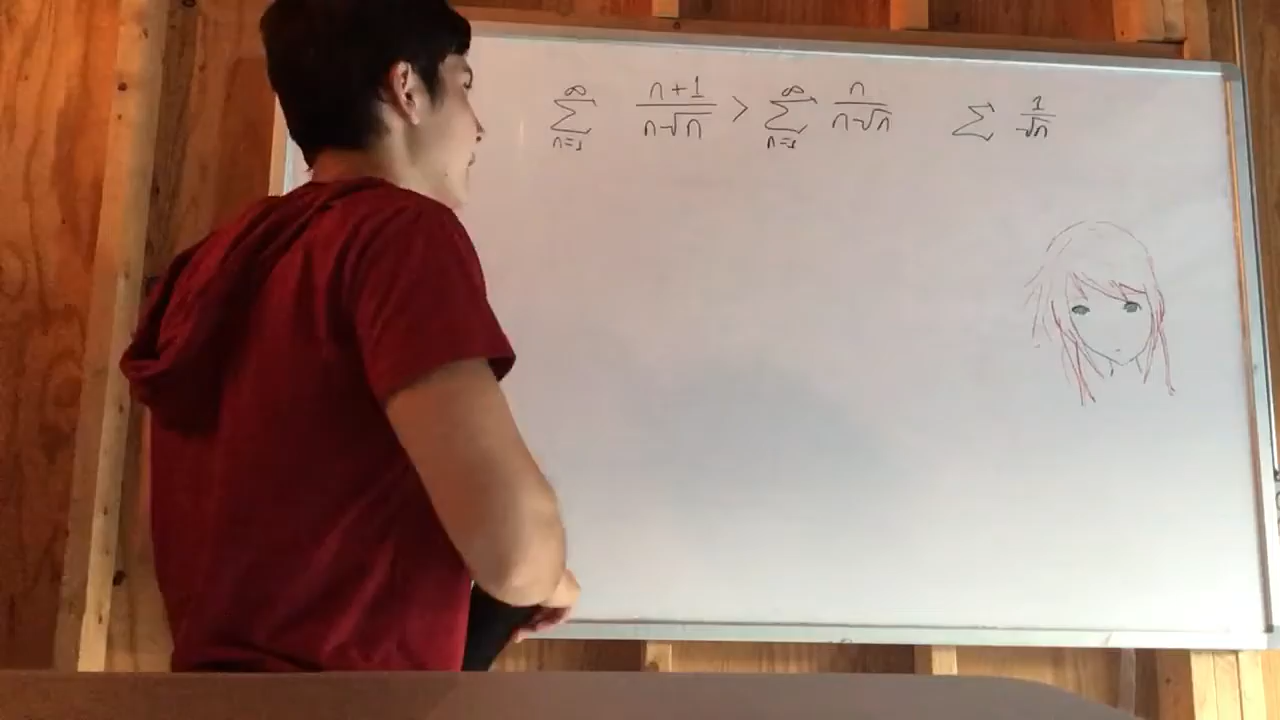 ∞ ∞
∑ (n+1)/(n√n) > ∑ n/(n√n) ∑ 1/√n
n=1 n=1